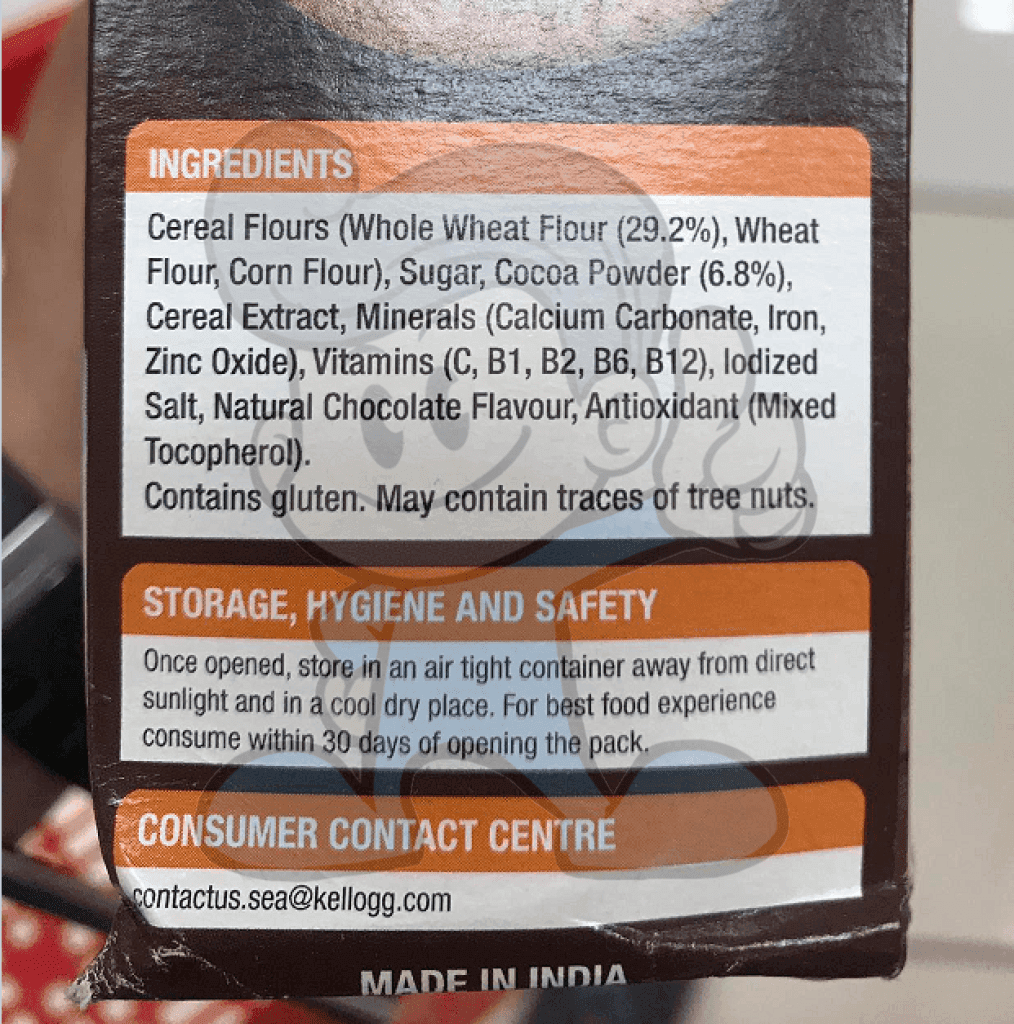 INGREDIENTS
Cereal Flours (Whole Wheat Flour (29.2%), Wheat
Flour, Corn Flour), Sugar, Cocoa Powder (6.8%),
Cereal Extract, Minerals (Calcium Carbonate, Iron,
Zinc Oxide), Vitamins (C, B1, B2, B6, B12), Iodized
Salt, Natural Chocolate Flavour, Antioxidant (Mixed
Tocopherol).
Contains gluten. May contain traces of tree nuts.
STORAGE, HYGIENE AND SAFETY
Once opened, store in an air tight container away from direct
sunlight and in a cool dry place. For best food experience
consume within 30 days of opening the pack.
CONSUMER CONTACT CENTRE
contactus.sea@kellogg.com
MADE IN INDIA